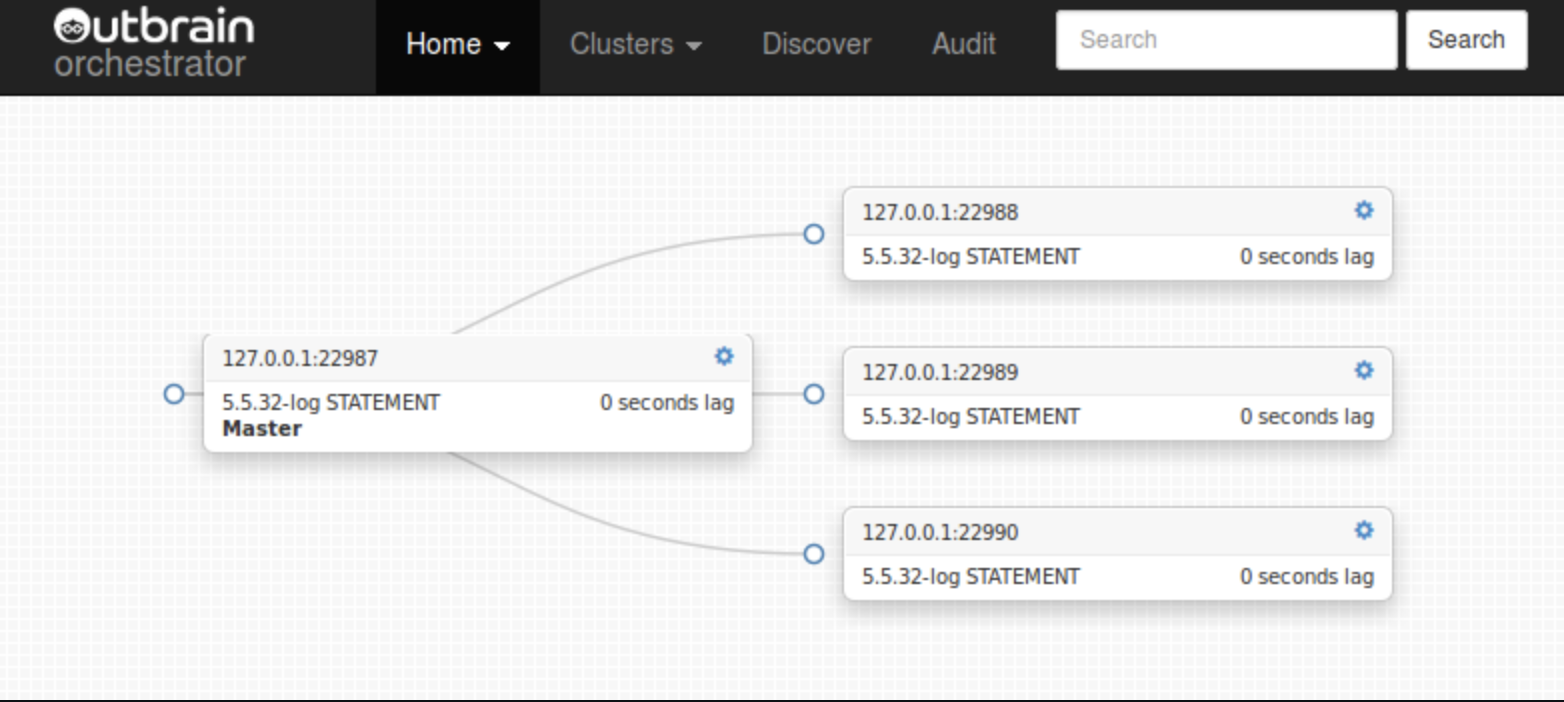 Outbrain
orchestrator
Home
Clusters
Discover
Audit
Search
Search
127.0.0.1:22988
5.5.32-log STATEMENT 0 seconds lag
127.0.0.1:22987
5.5.32-log STATEMENT 0 seconds lag
Master
127.0.0.1:22989
5.5.32-log STATEMENT 0 seconds lag
127.0.0.1:22990
5.5.32-log STATEMENT 0 seconds lag